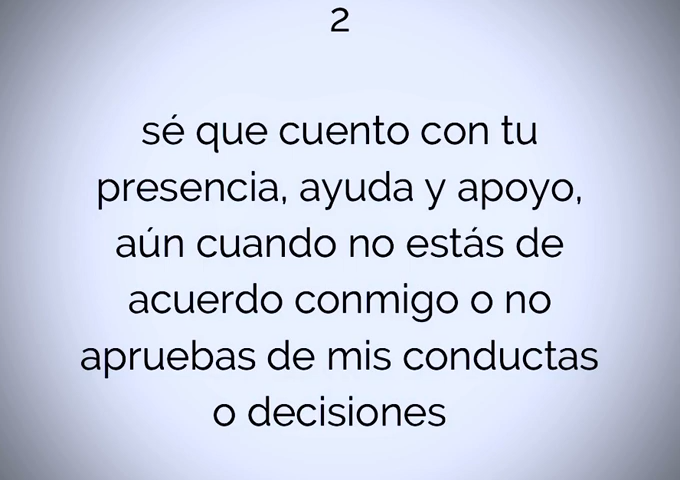 2
sé que cuento con tu
presencia, ayuda y apoyo,
aún cuando no estás de
acuerdo conmigo o no
apruebas de mis conductas
o decisiones